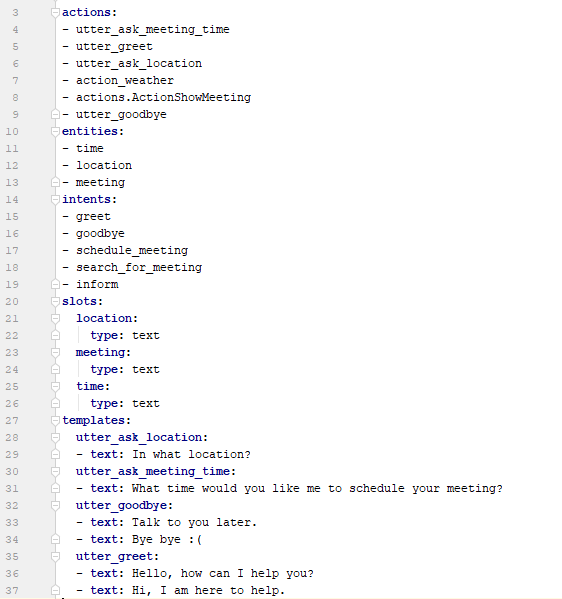 3 actions:
4 - utter_ask_meeting_time
5 - utter_greet
6 - utter_ask_location
7 - action_weather
8 - actions.ActionShowMeeting
9 - utter_goodbye
10 entities:
11 - time
12 - location
13 - meeting
14 intents:
15 - greet
16 - goodbye
17 - schedule_meeting
18 - search_for_meeting
19 - inform
20 slots:
21   location:
22     type: text
23   meeting:
24     type: text
25   time:
26     type: text
27 templates:
28   utter_ask_location:
29   - text: In what location?
30   utter_ask_meeting_time:
31   - text: What time would you like me to schedule your meeting?
32   utter_goodbye:
33   - text: Talk to you later.
34   - text: Bye bye :(
35   utter_greet:
36   - text: Hello, how can I help you?
37   - text: Hi, I am here to help.